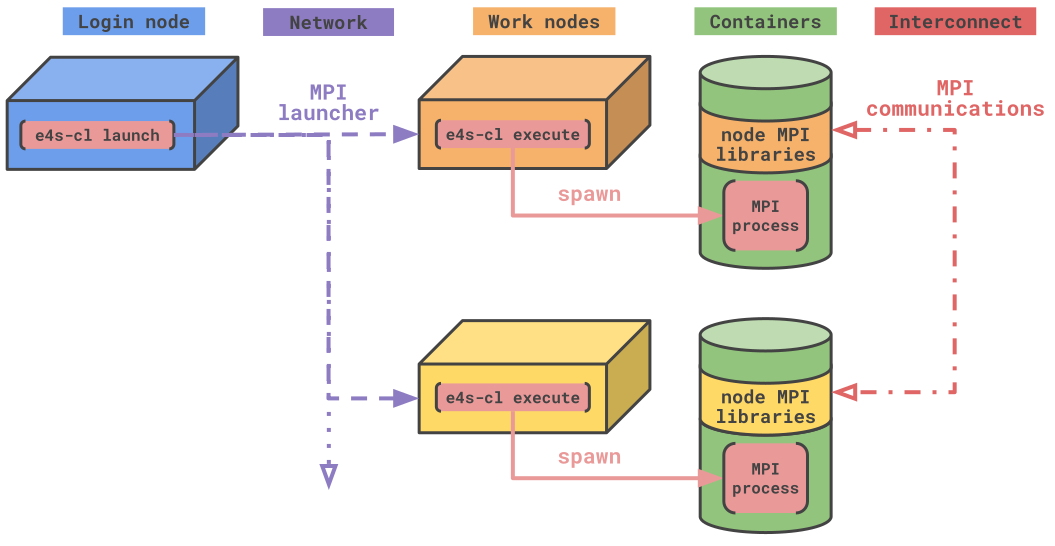 Login node
Network
Work nodes
Containers
Interconnect
MPI
launcher
MPI
communications
e4s-cl launch
e4s-cl execute
node MPI
libraries
spawn
MPI
process
e4s-cl execute
node MPI
libraries
spawn
MPI
process